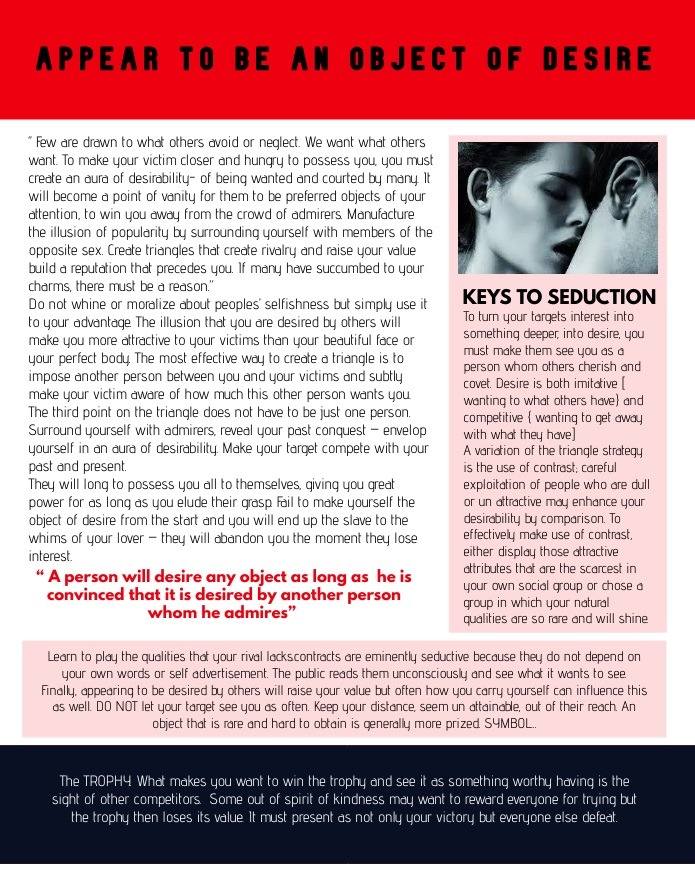 APPEAR TO BE AN OBJECT OF DESIRE
" Few are drawn to what others avoid or neglect. We want what others
want. To make your victim closer and hungry to possess you, you must
create an aura of desirability- of being wanted and courted by many. It
will become a point of vanity for them to be preferred objects of your
attention, to win you away from the crowd of admirers. Manufacture
the illusion of popularity by surrounding yourself with members of the
opposite sex. Create triangles that create rivalry and raise your value
build a reputation that precedes you. If many have succumbed to your
charms, there must be a reason."
Do not whine or moralize about peoples' selfishness but simply use it
to your advantage. The illusion that you are desired by others will
make you more attractive to your victims than your beautiful face or
your perfect body. The most effective way to create a triangle is to
impose another person between you and your victims and subtly
make your victim aware of how much this other person wants you.
The third point on the triangle does not have to be just one person.
Surround yourself with admirers, reveal your past conquest – envelop
yourself in an aura of desirability. Make your target compete with your
past and present.
They will long to possess you all to themselves, giving you great
power for as long as you elude their grasp. Fail to make yourself the
object of desire from the start and you will end up the slave to the
whims of your lover – they will abandon you the moment they lose
interest.
“ A person will desire any object as long as he is
convinced that it is desired by another person
whom he admires”
KEYS TO SEDUCTION
To turn your targets interest into
something deeper, into desire, you
must make them see you as a
person whom others cherish and
covet. Desire is both imitative [
wanting to what others have} and
competitive { wanting to get away
with what they have]
A variation of the triangle strategy
is the use of contrast; careful
exploitation of people who are dull
or un attractive may enhance your
desirability by comparison. To
effectively make use of contrast,
either display those attractive
attributes that are the scarcest in
your own social group or chose a
group in which your natural
qualities are so rare and will shine.
Learn to play the qualities that your rival lacks.contracts are eminently seductive because they do not depend on
your own words or self advertisement. The public reads them unconsciously and see what it wants to see.
Finally, appearing to be desired by others will raise your value but often how you carry yourself can influence this
as well. DO NOT let your target see you as often. Keep your distance, seem un attainable, out of their reach. An
object that is rare and hard to obtain is generally more prized. SYMBOL...
The TROPHY. What makes you want to win the trophy and see it as something worthy having is the
sight of other competitors. Some out of spirit of kindness may want to reward everyone for trying but
the trophy then loses its value. It must present as not only your victory but everyone else defeat.